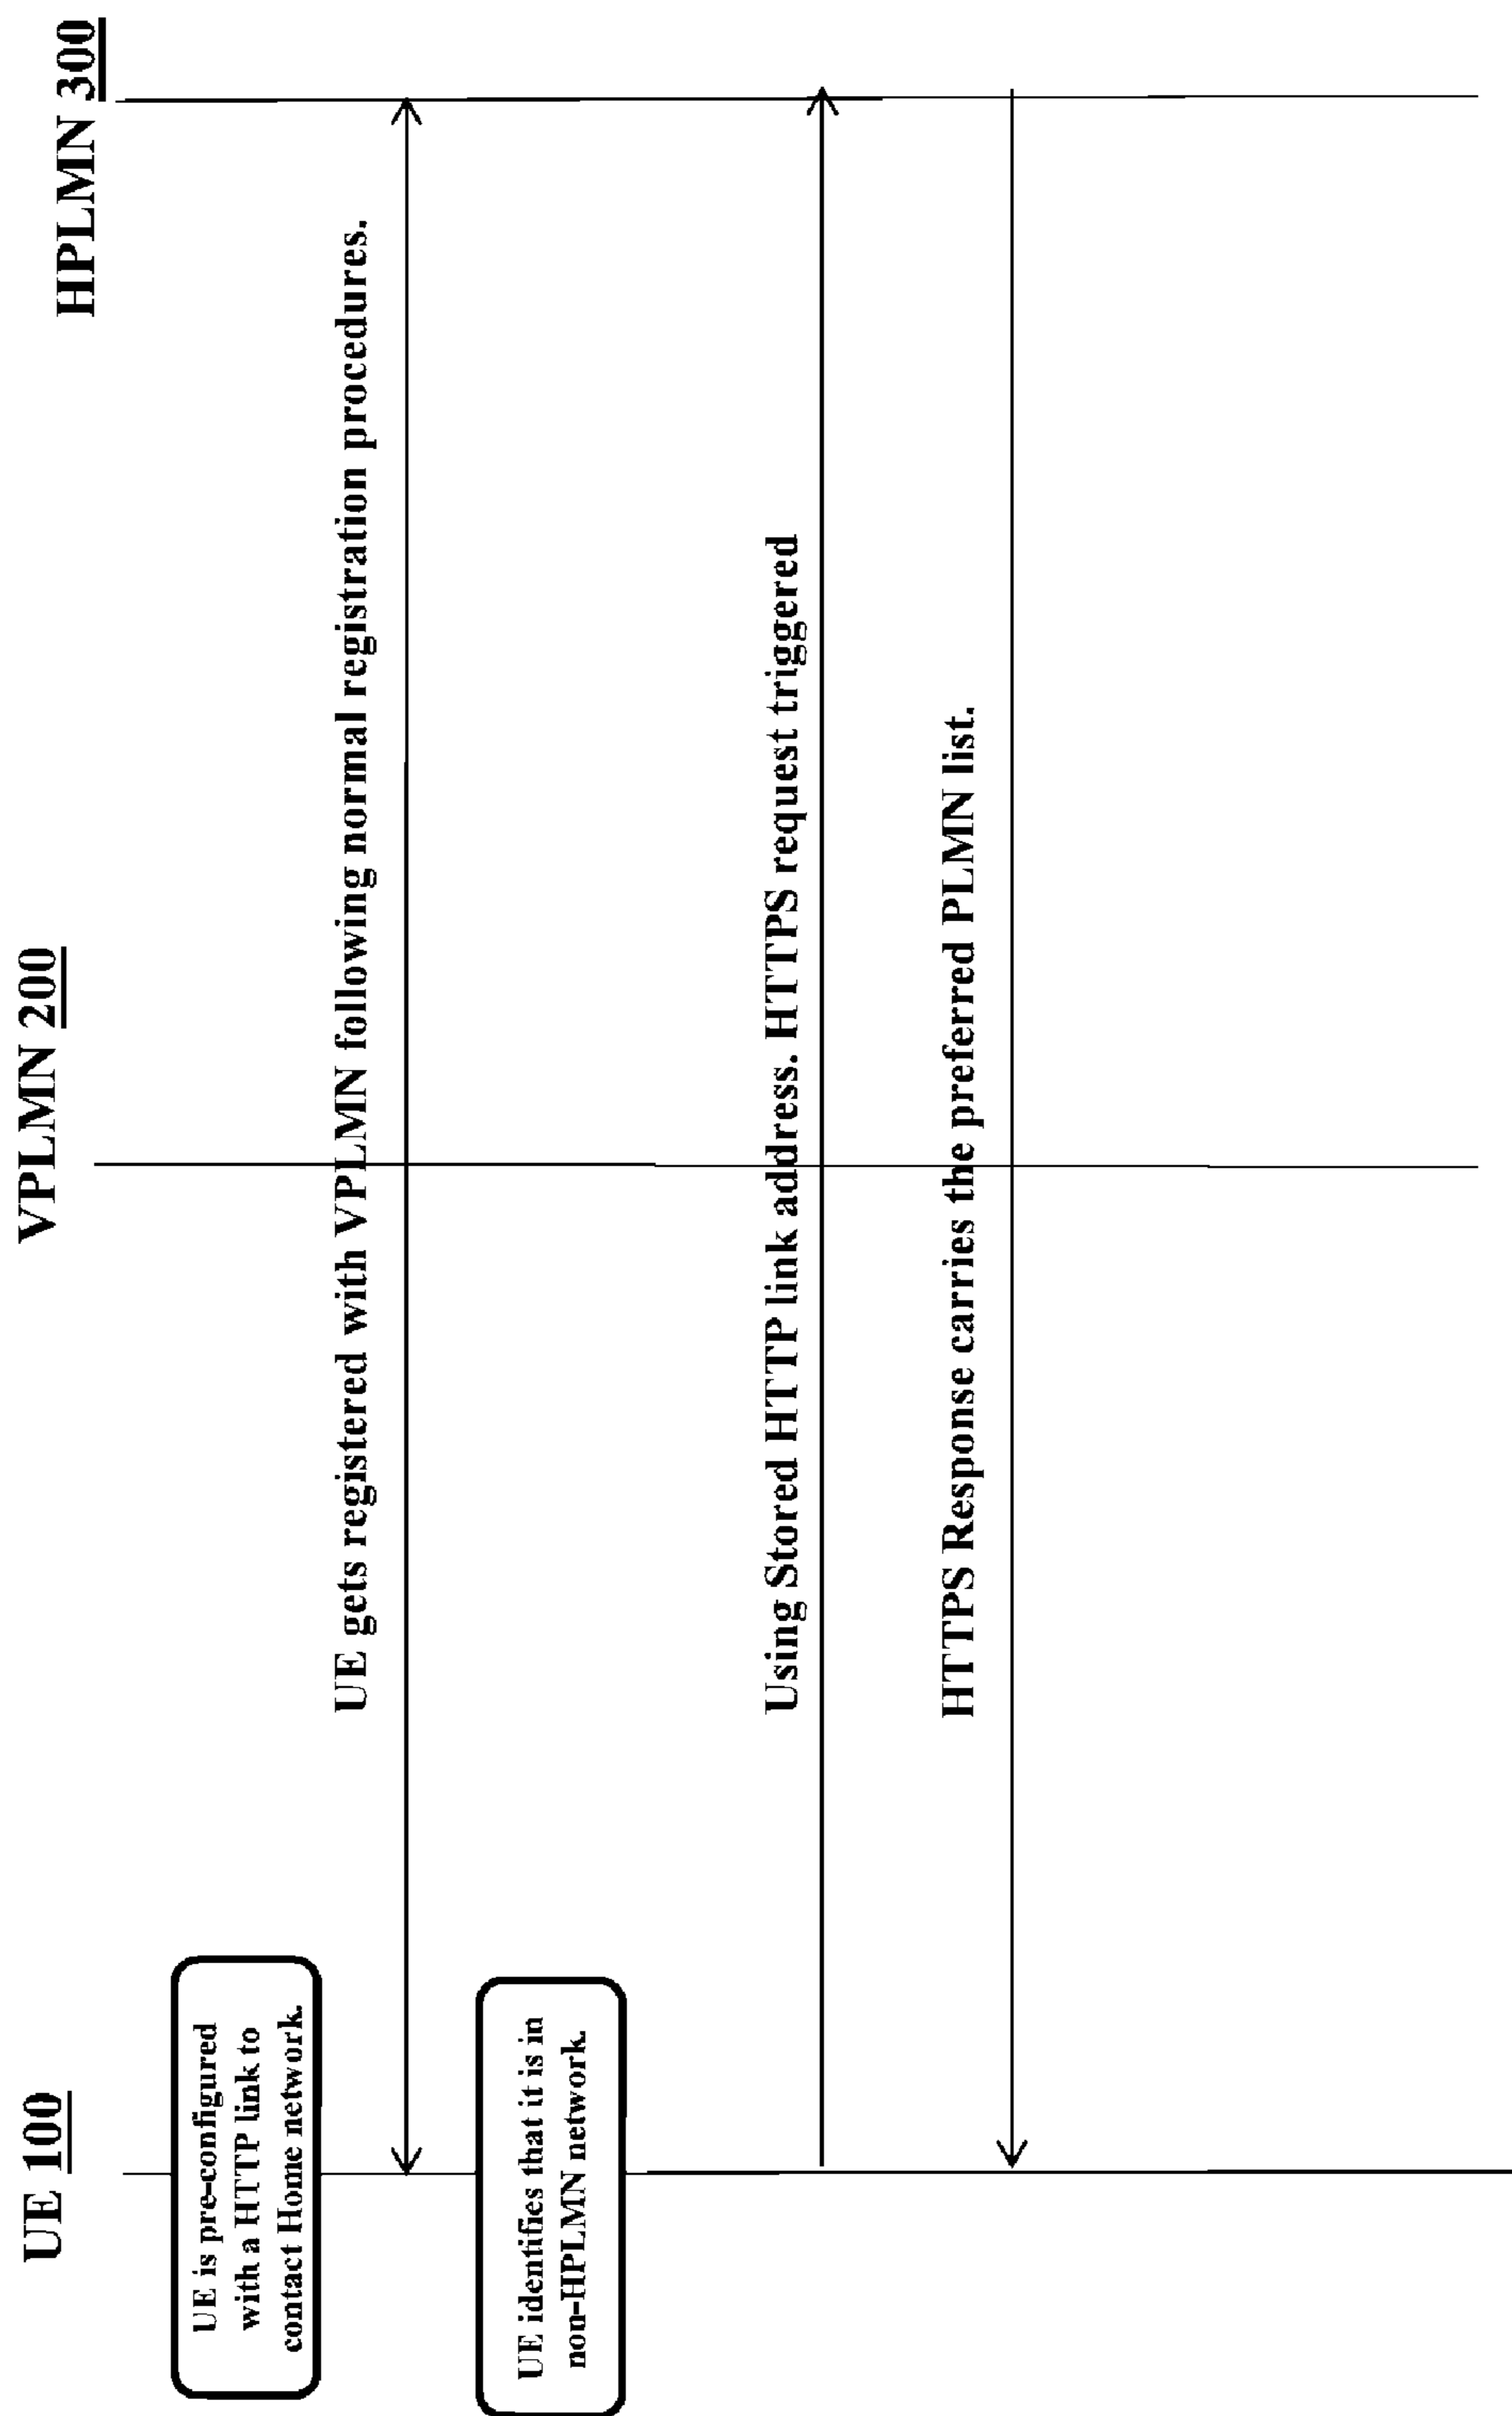 UE 100
VPLMN 200
HPLMN 300
UE is pre-configured
with a HTTP link to
contact Home network.
UE gets registered with VPLMN following normal registration procedures.
UE identifies that it is in
non-HPLMN network.
Using Stored HTTP link address. HTTPS request triggered
HTTPS Response carries the preferred PLMN list.